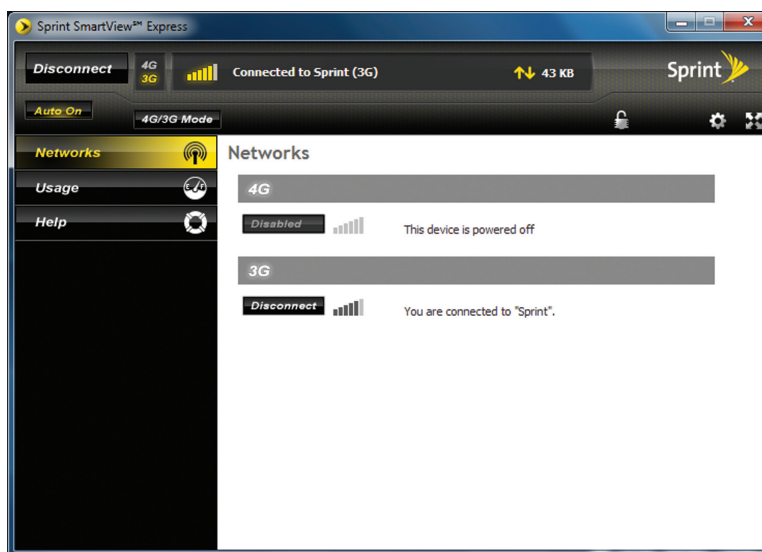 Sprint SmartView℠ Express
Disconnect 4G 3G Connected to Sprint (3G) 43 KB Sprint
Auto On 4G/3G Mode
Networks
Usage
E F
Help
Networks
4G
Disabled This device is powered off
3G
Disconnect You are connected to "Sprint".